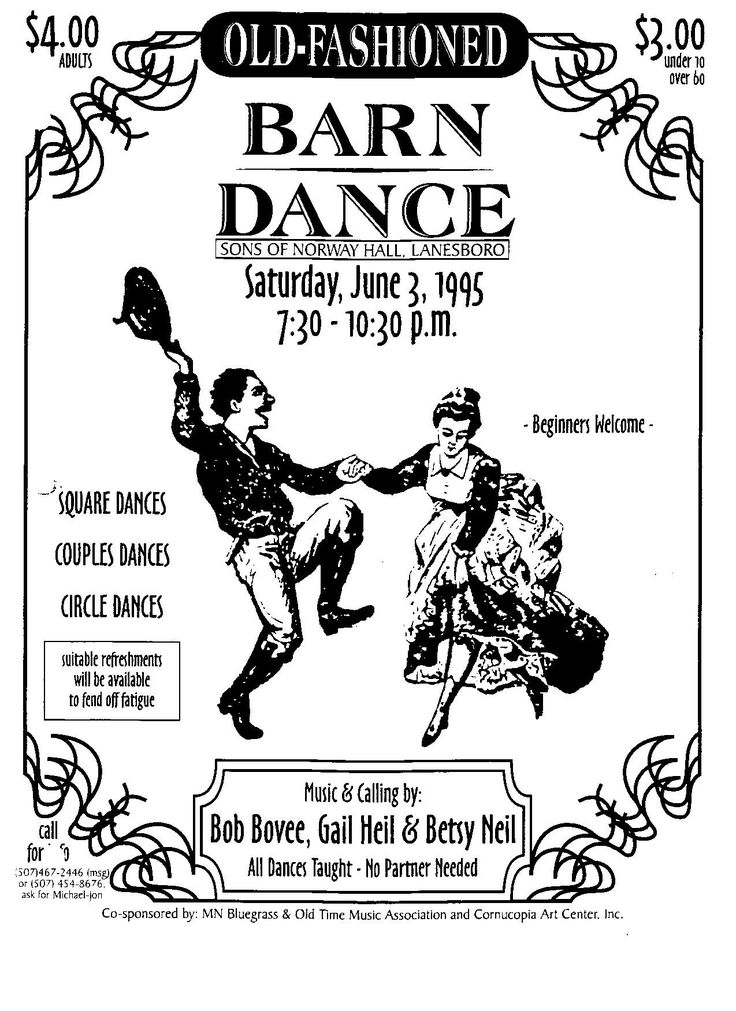 $4.00
ADULTS
OLD-FASHIONED
$3.00
under 10
over 60
BARN
DANCE
SONS OF NORWAY HALL, LANESBORO
Saturday, June 3, 1995
7:30 - 10:30 p.m.
- Beginners Welcome -
SQUARE DANCES
COUPLES DANCES
CIRCLE DANCES
suitable refreshments
will be available
to fend off fatigue
Music & Calling by:
Bob Bovee, Gail Heil & Betsy Neil
All Dances Taught - No Partner Needed
call
for
(507)467-2446 (msg)
or (507) 454-8676,
ask for Michael-jon
Co-sponsored by: MN Bluegrass & Old Time Music Association and Cornucopia Art Center, Inc.